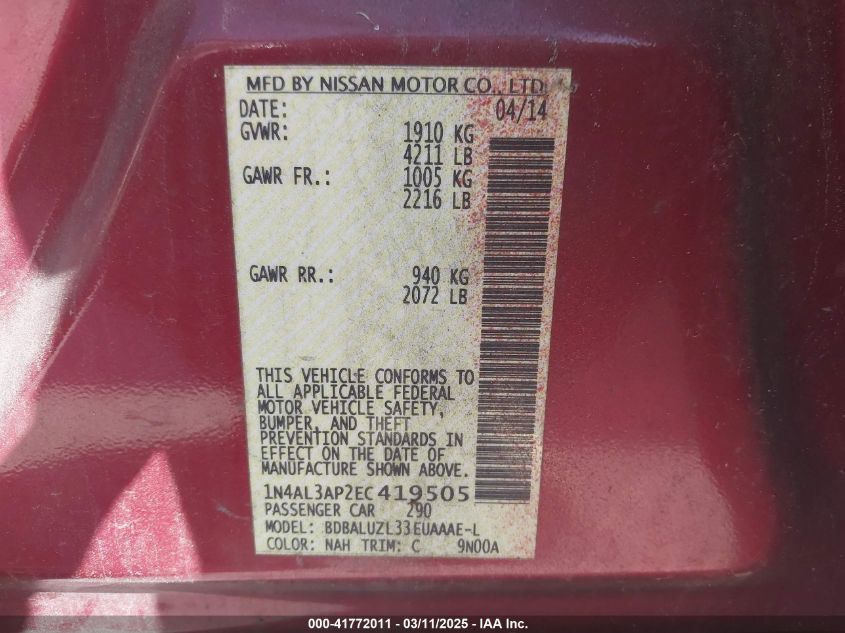 MFD BY NISSAN MOTOR CO., LTD
DATE: 04/14
GVWR: 1910 KG
4211 LB
GAWR FR.: 1005 KG
2216 LB
GAWR RR.: 940 KG
2072 LB
THIS VEHICLE CONFORMS TO
ALL APPLICABLE FEDERAL
MOTOR VEHICLE SAFETY,
BUMPER, AND THEFT
PREVENTION STANDARDS IN
EFFECT ON THE DATE OF
MANUFACTURE SHOWN ABOVE.
1N4AL3AP2EC419505
PASSENGER CAR 290
MODEL: BDBALUZL33EUAAAE-L
COLOR: NAH TRIM: C 9N00A
000-41772011 - 03/11/2025 - IAA Inc.